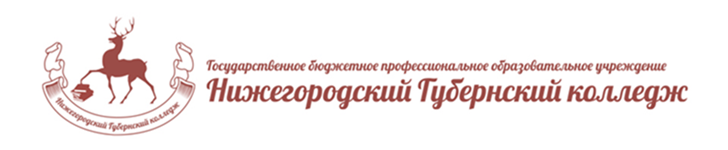 Государственное бюджетное профессиональное образовательное учреждение
Нижегородский Губернский колледж
Нижегородский Губернский колледж